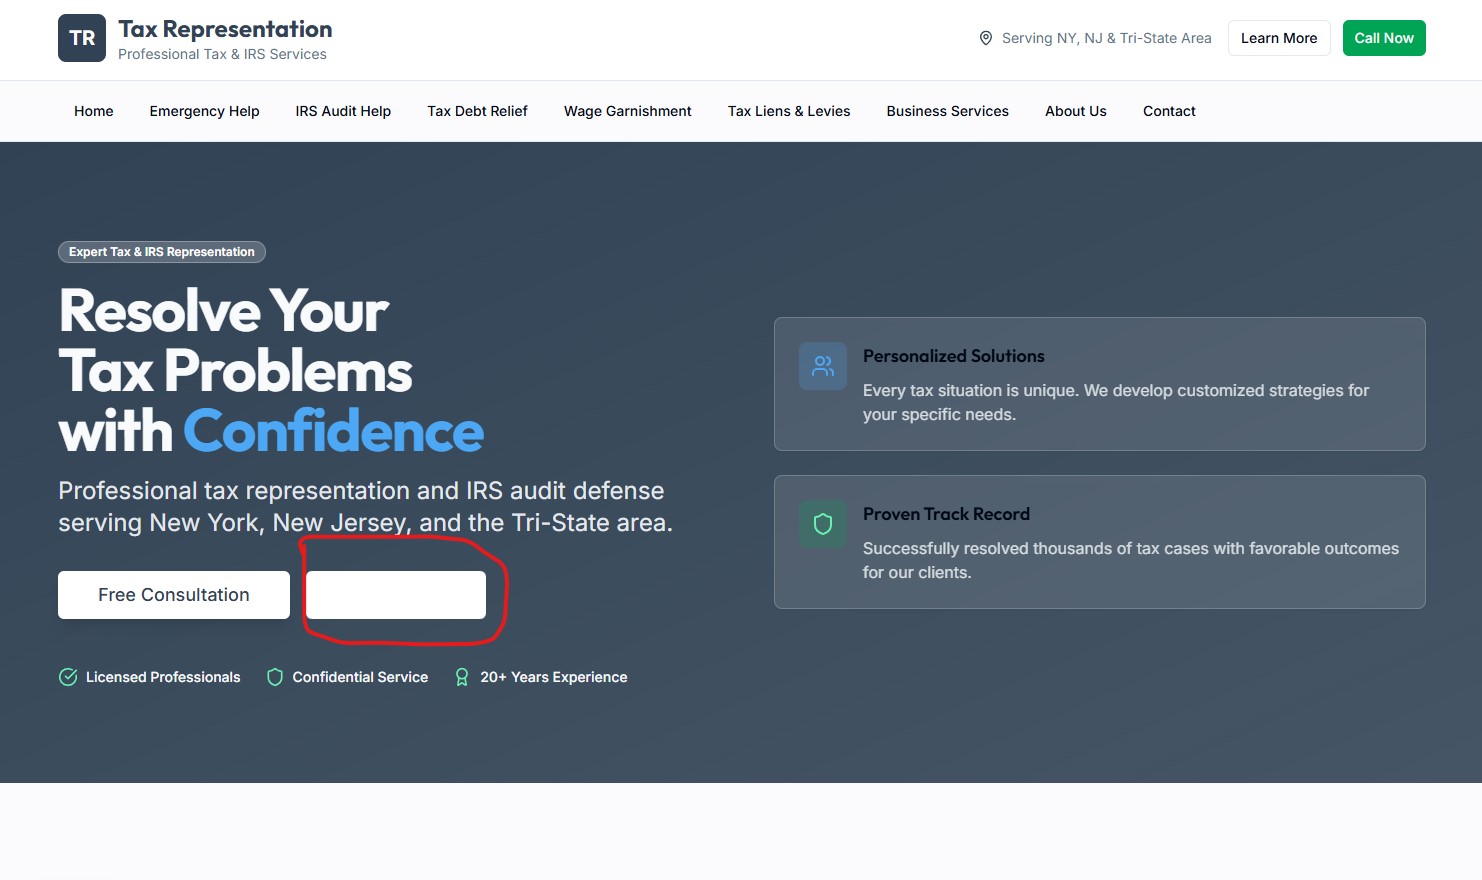 TR
Tax Representation
Professional Tax & IRS Services
Serving NY, NJ & Tri-State Area
Learn More
Call Now
Home
Emergency Help
IRS Audit Help
Tax Debt Relief
Wage Garnishment
Tax Liens & Levies
Business Services
About Us
Contact
Expert Tax & IRS Representation
Resolve Your
Tax Problems
with Confidence
Professional tax representation and IRS audit defense
serving New York, New Jersey, and the Tri-State area.
Free Consultation
Licensed Professionals
Confidential Service
20+ Years Experience
Personalized Solutions
Every tax situation is unique. We develop customized strategies for
your specific needs.
Proven Track Record
Successfully resolved thousands of tax cases with favorable outcomes
for our clients.